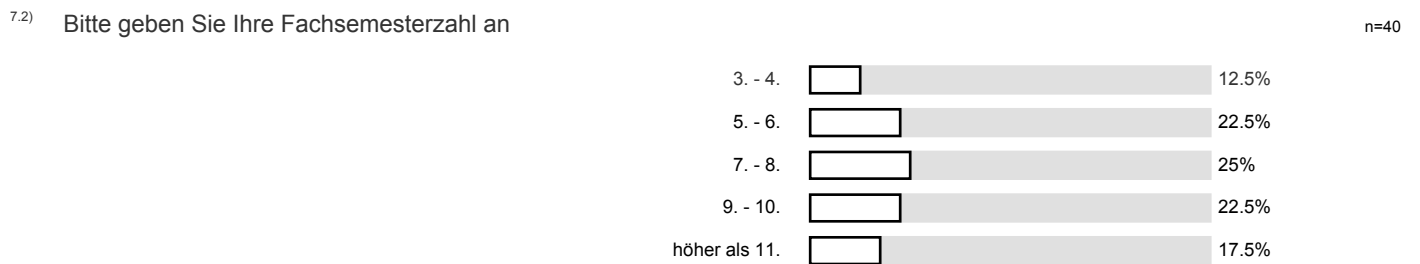 7.2) Bitte geben Sie Ihre Fachsemesterzahl an n=40
3. - 4. 12.5%
5. - 6. 22.5%
7. - 8. 25%
9. - 10. 22.5%
höher als 11. 17.5%